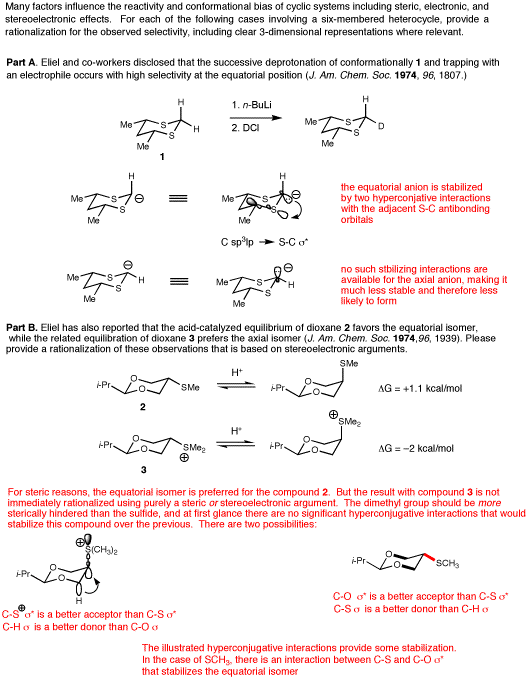 Many factors influence the reactivity and conformational bias of cyclic systems including steric, electronic, and
stereoelectronic effects. For each of the following cases involving a six-membered heterocycle, provide a
rationalization for the observed selectivity, including clear 3-dimensional representations where relevant.
Part A. Eliel and co-workers disclosed that the successive deprotonation of conformationally 1 and trapping with
an electrophile occurs with high selectivity at the equatorial position (J. Am. Chem. Soc. 1974, 96, 1807.)
H
Me
S
S
H
Me
1
1. n-BuLi
2. DCl
H
Me
S
S
D
Me
H
Me
S
S
⊖
Me
≡
H
Me
S
S
⊖
Me
C sp³lp → S-C σ*
the equatorial anion is stabilized
by two hyperconjative interactions
with the adjacent S-C antibonding
orbitals
⊖
Me
S
S
H
Me
≡
⊖
Me
S
S
H
Me
no such stbilizing interactions are
available for the axial anion, making it
much less stable and therefore less
likely to form
Part B. Eliel has also reported that the acid-catalyzed equilibrium of dioxane 2 favors the equatorial isomer,
while the related equilibration of dioxane 3 prefers the axial isomer (J. Am. Chem. Soc. 1974,96, 1939). Please
provide a rationalization of these observations that is based on stereoelectronic arguments.
i-Pr
O
O
SMe
2
H⁺
SMe
i-Pr
O
O
ΔG = +1.1 kcal/mol
i-Pr
O
O
SMe₂
⊕
3
H⁺
⊕
SMe₂
i-Pr
O
O
ΔG = −2 kcal/mol
For steric reasons, the equatorial isomer is preferred for the compound 2. But the result with compound 3 is not
immediately rationalized using purely a steric or stereoelectronic argument. The dimethyl group should be more
sterically hindered than the sulfide, and at first glance there are no significant hyperconjugative interactions that would
stabilize this compound over the previous. There are two possibilities:
⊕
S(CH₃)₂
i-Pr
O
O
H
C-S⊕ σ* is a better acceptor than C-S σ*
C-H σ is a better donor than C-O σ
i-Pr
O
O
SCH₃
C-O σ* is a better acceptor than C-S σ*
C-S σ is a better donor than C-H σ
The illustrated hyperconjugative interactions provide some stabilization.
In the case of SCH₃, there is an interaction between C-S and C-O σ*
that stabilizes the equatorial isomer